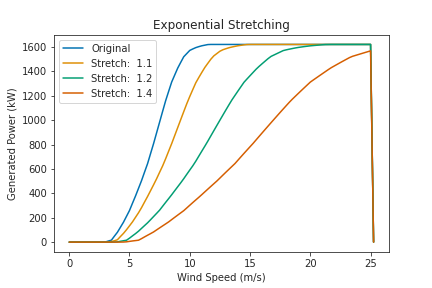 Exponential Stretching
Original
Stretch: 1.1
Stretch: 1.2
Stretch: 1.4
Generated Power (kW)
1600
1400
1200
1000
800
600
400
200
0
0 5 10 15 20 25
Wind Speed (m/s)